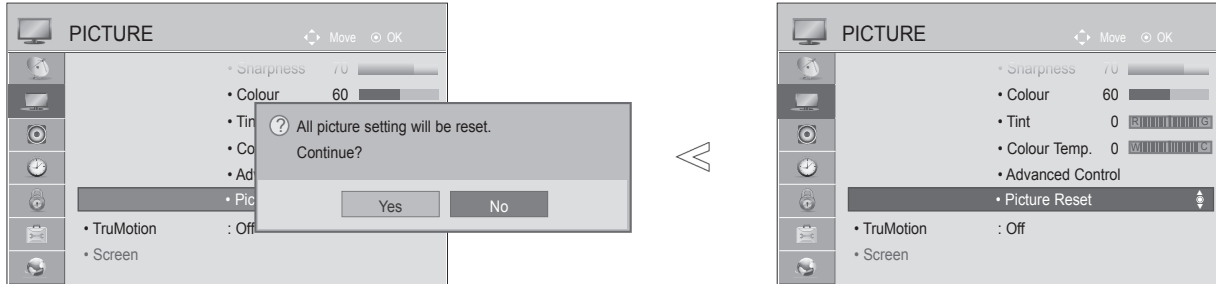 PICTURE
Move OK
• Sharpness 70
• Colour 60
• Tin
• Co
• Ad
• Pic
• TruMotion : Off
• Screen
? All picture setting will be reset.
Continue?
Yes No
PICTURE
Move OK
• Sharpness 70
• Colour 60
• Tint 0 R G
• Colour Temp. 0 W C
• Advanced Control
• Picture Reset
• TruMotion : Off
• Screen